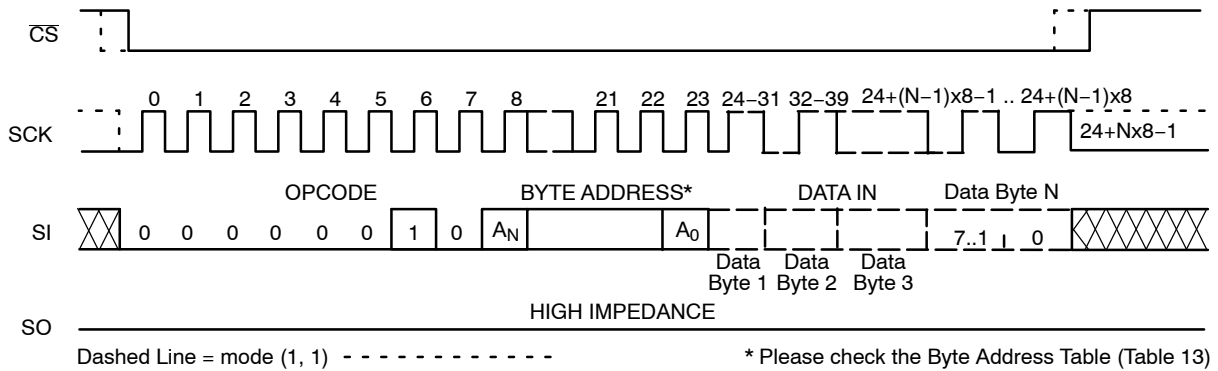 CS
0 1 2 3 4 5 6 7 8 21 22 23 24−31 32−39 24+(N−1)x8−1 .. 24+(N−1)x8
SCK
24+Nx8−1
OPCODE BYTE ADDRESS* DATA IN Data Byte N
SI 0 0 0 0 0 0 1 0 AN A0 7..1 0
Data Byte 1
Data Byte 2
Data Byte 3
HIGH IMPEDANCE
SO
Dashed Line = mode (1, 1) * Please check the Byte Address Table (Table 13)